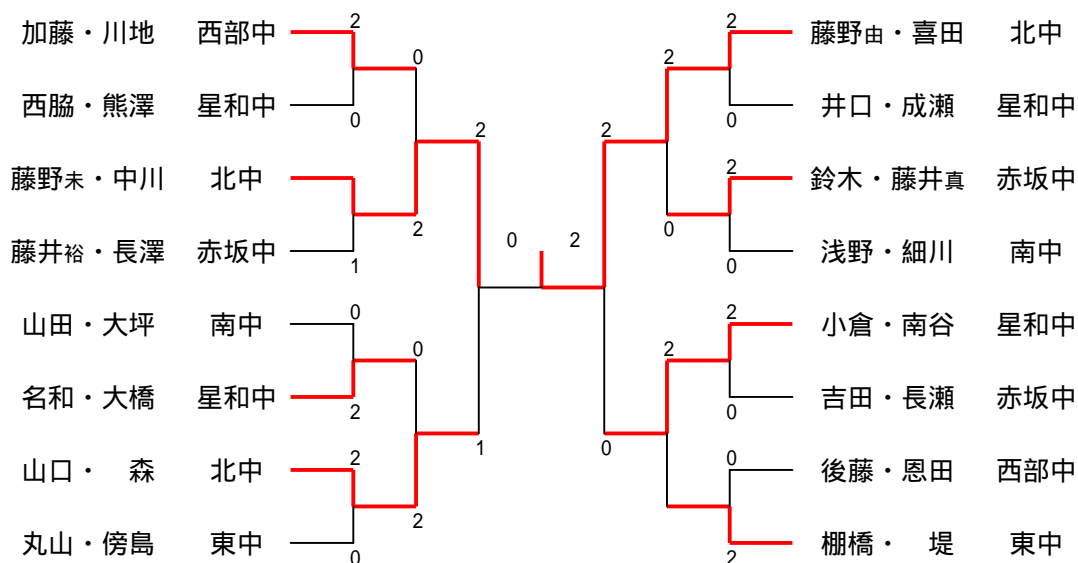 加藤・川地 西部中 2 2 藤野由・喜田 北中
0 2
西脇・熊澤 星和中 0 0 井口・成瀬 星和中
2 2
藤野未・中川 北中 2 鈴木・藤井真 赤坂中
2 0
藤井裕・長澤 赤坂中 1 0 2 0 浅野・細川 南中
山田・大坪 南中 0 2 小倉・南谷 星和中
0 2
名和・大橋 星和中 2 0 吉田・長瀬 赤坂中
1 0
山口・ 森 北中 2 0 後藤・恩田 西部中
2
丸山・傍島 東中 0 2 棚橋・ 堤 東中